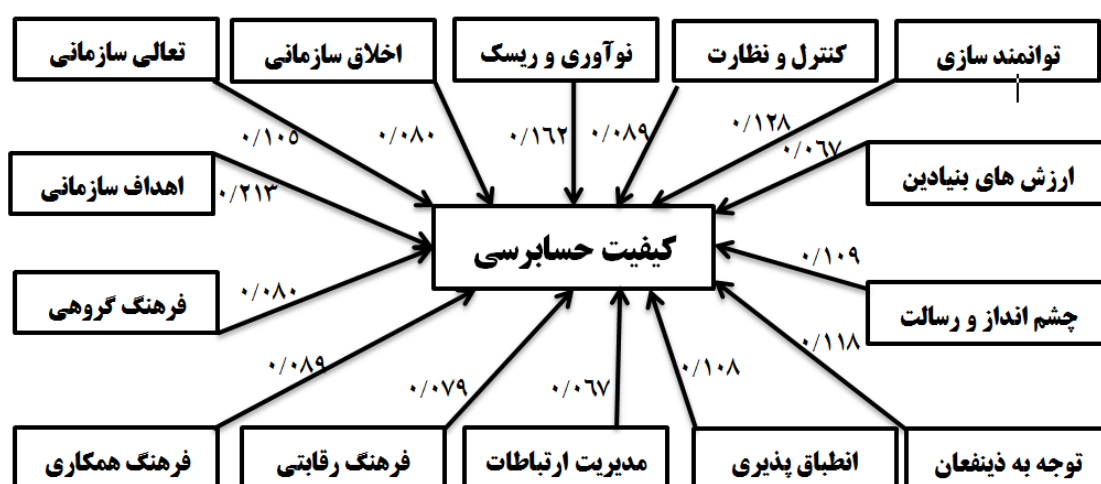 توانمند سازی
کنترل و نظارت
نوآوری و ریسک
اخلاق سازمانی
تعالی سازمانی
۰/۱۲۸
۰/۰۸۹
۰/۱۶۲
۰/۰۸۰
۰/۱۰۵
۰/۰۶۷
ارزش های بنیادین
اهداف سازمانی
۰/۲۱۳
کیفیت حسابرسی
۰/۱۰۹
چشم انداز و رسالت
فرهنگ گروهی
۰/۰۸۰
۰/۱۱۸
۰/۱۰۸
۰/۰۶۷
۰/۰۷۹
۰/۰۸۹
توجه به ذینفعان
انطباق پذیری
مدیریت ارتباطات
فرهنگ رقابتی
فرهنگ همکاری